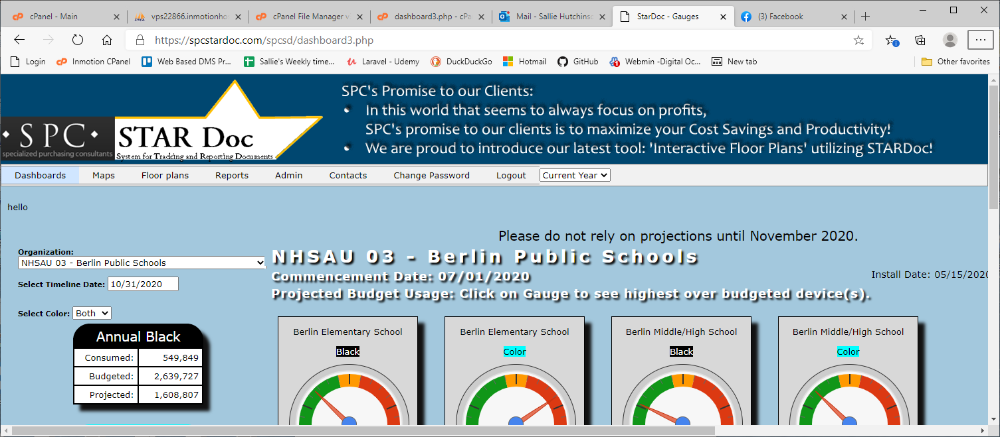 cPanel - Main
vps22866.inmotionhos
cPanel File Manager v
dashboard3.php - cPa
Mail - Sallie Hutchinso
StarDoc - Gauges
(3) Facebook
https://spcstardoc.com/spcsd/dashboard3.php
Login
Inmotion CPanel
Web Based DMS Pr...
Sallie's Weekly time...
Laravel - Udemy
DuckDuckGo
Hotmail
GitHub
Webmin -Digital Oc...
New tab
Other favorites
SPC's Promise to our Clients:
• In this world that seems to always focus on profits,
SPC's promise to our clients is to maximize your Cost Savings and Productivity!
• We are proud to introduce our latest tool: 'Interactive Floor Plans' utilizing STARDoc!
SPC
specialized purchasing consultants
STAR Doc
System for Tracking and Reporting Documents
Dashboards Maps Floor plans Reports Admin Contacts Change Password Logout Current Year
hello
Please do not rely on projections until November 2020.
Organization:
NHSAU 03 - Berlin Public Schools
Select Timeline Date: 10/31/2020
Select Color: Both
NHSAU 03 - Berlin Public Schools
Commencement Date: 07/01/2020
Install Date: 05/15/2020
Projected Budget Usage: Click on Gauge to see highest over budgeted device(s).
Annual Black
Consumed: 549,849
Budgeted: 2,639,727
Projected: 1,608,807
Berlin Elementary School
Black
Berlin Elementary School
Color
Berlin Middle/High School
Black
Berlin Middle/High School
Color